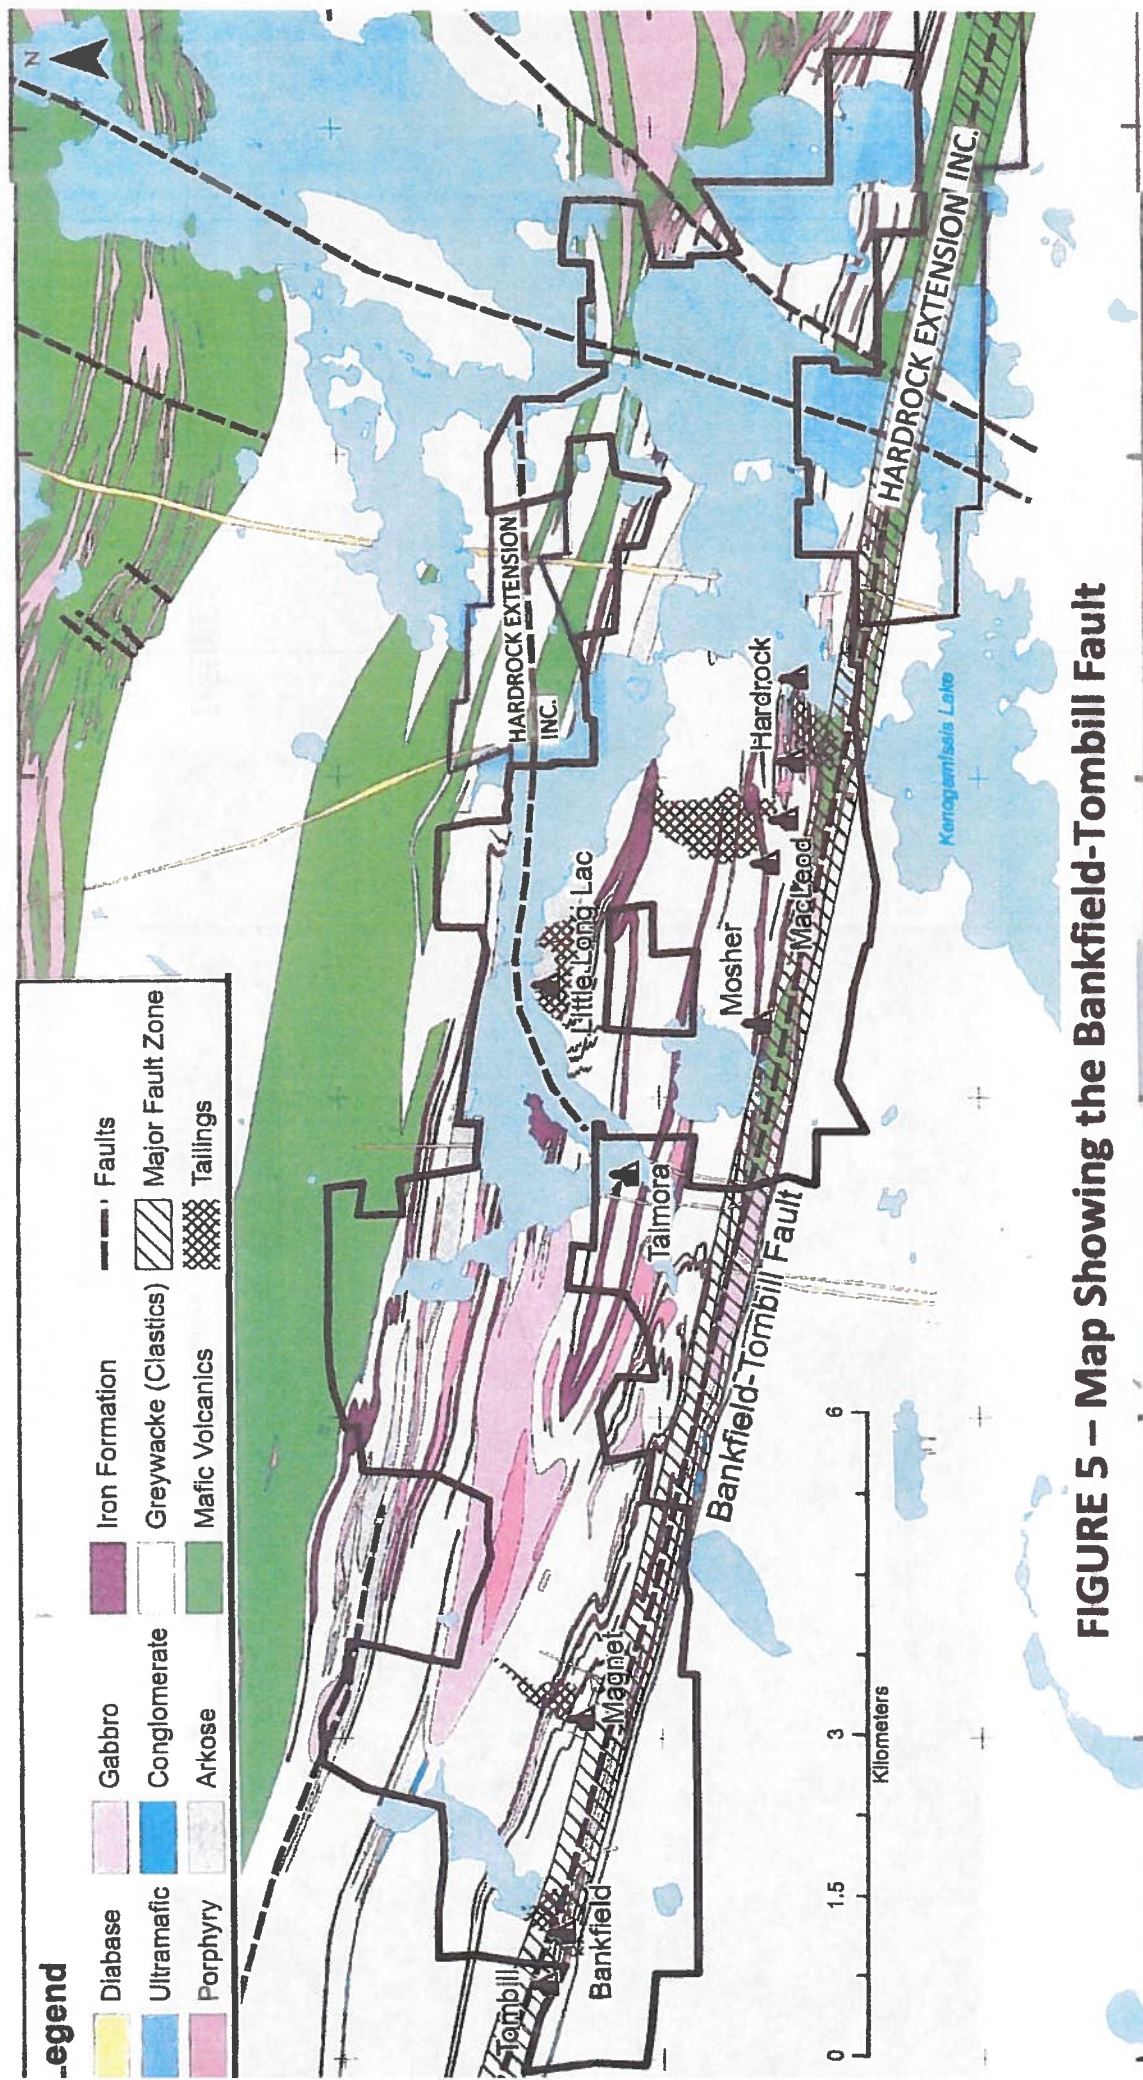 Legend
Diabase
Gabbro
Iron Formation
Faults
Ultramafic
Conglomerate
Greywacke (Clastics)
Major Fault Zone
Porphyry
Arkose
Mafic Volcanics
Tailings
N
HARDROCK EXTENSION
INC.
HARDROCK EXTENSION INC.
Little Long Lac
Hardrock
MacLeod
Mosher
Talmora
Bankfield-Tombill Fault
Magnet
Bankfield
Tombill
Kenogamissis Lake
0
1.5
3
6
Kilometers
FIGURE 5 – Map Showing the Bankfield-Tombill Fault